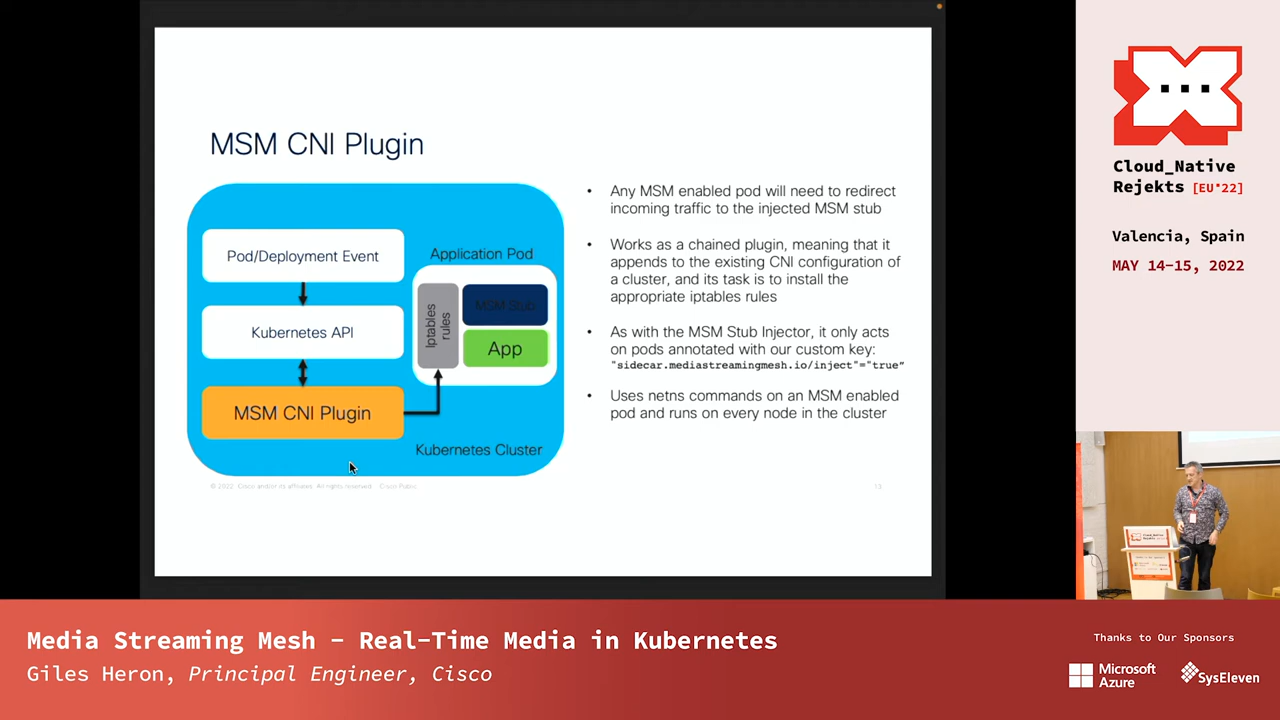 MSM CNI Plugin
Pod/Deployment Event
Kubernetes API
MSM CNI Plugin
Application Pod
Iptables
rules
MSM Stub
App
Kubernetes Cluster
• Any MSM enabled pod will need to redirect
incoming traffic to the injected MSM stub
• Works as a chained plugin, meaning that it
appends to the existing CNI configuration of
a cluster, and its task is to install the
appropriate iptables rules
• As with the MSM Stub Injector, it only acts
on pods annotated with our custom key:
"sidecar.mediastreamingmesh.io/inject"="true"
• Uses netns commands on an MSM enabled
pod and runs on every node in the cluster
© 2022 Cisco and/or its affiliates. All rights reserved. Cisco Public
13
Cloud_Native
Rejekts [EU*22]
Valencia, Spain
MAY 14-15, 2022
Cloud_Native
Rejekts
Media Streaming Mesh - Real-Time Media in Kubernetes
Giles Heron, Principal Engineer, Cisco
Thanks to Our Sponsors
Microsoft
Azure
SysEleven